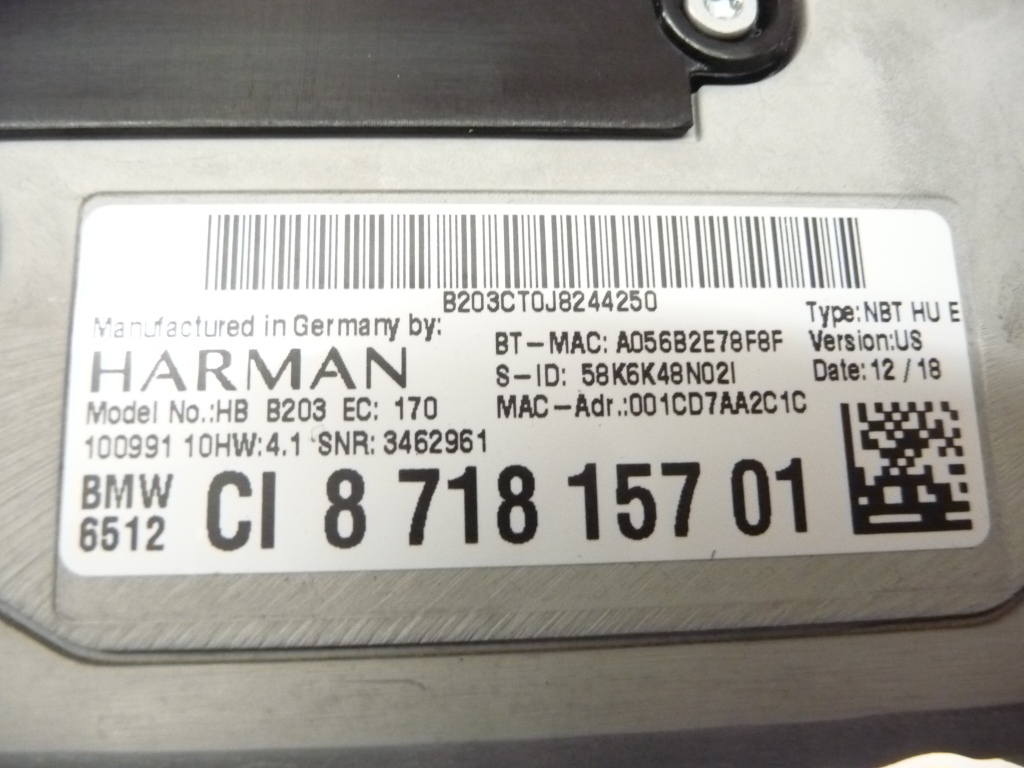 B203CT0J8244250
Manufactured in Germany by:
HARMAN
Model No.:HB B203 EC: 170
100991 10HW:4.1 SNR: 3462961
BT-MAC: A056B2E78F8F
S-ID: 58K6K48N02I
MAC-Adr.:001CD7AA2C1C
Type:NBT HU E
Version:US
Date: 12 / 18
BMW
6512
CI 8 718 157 01